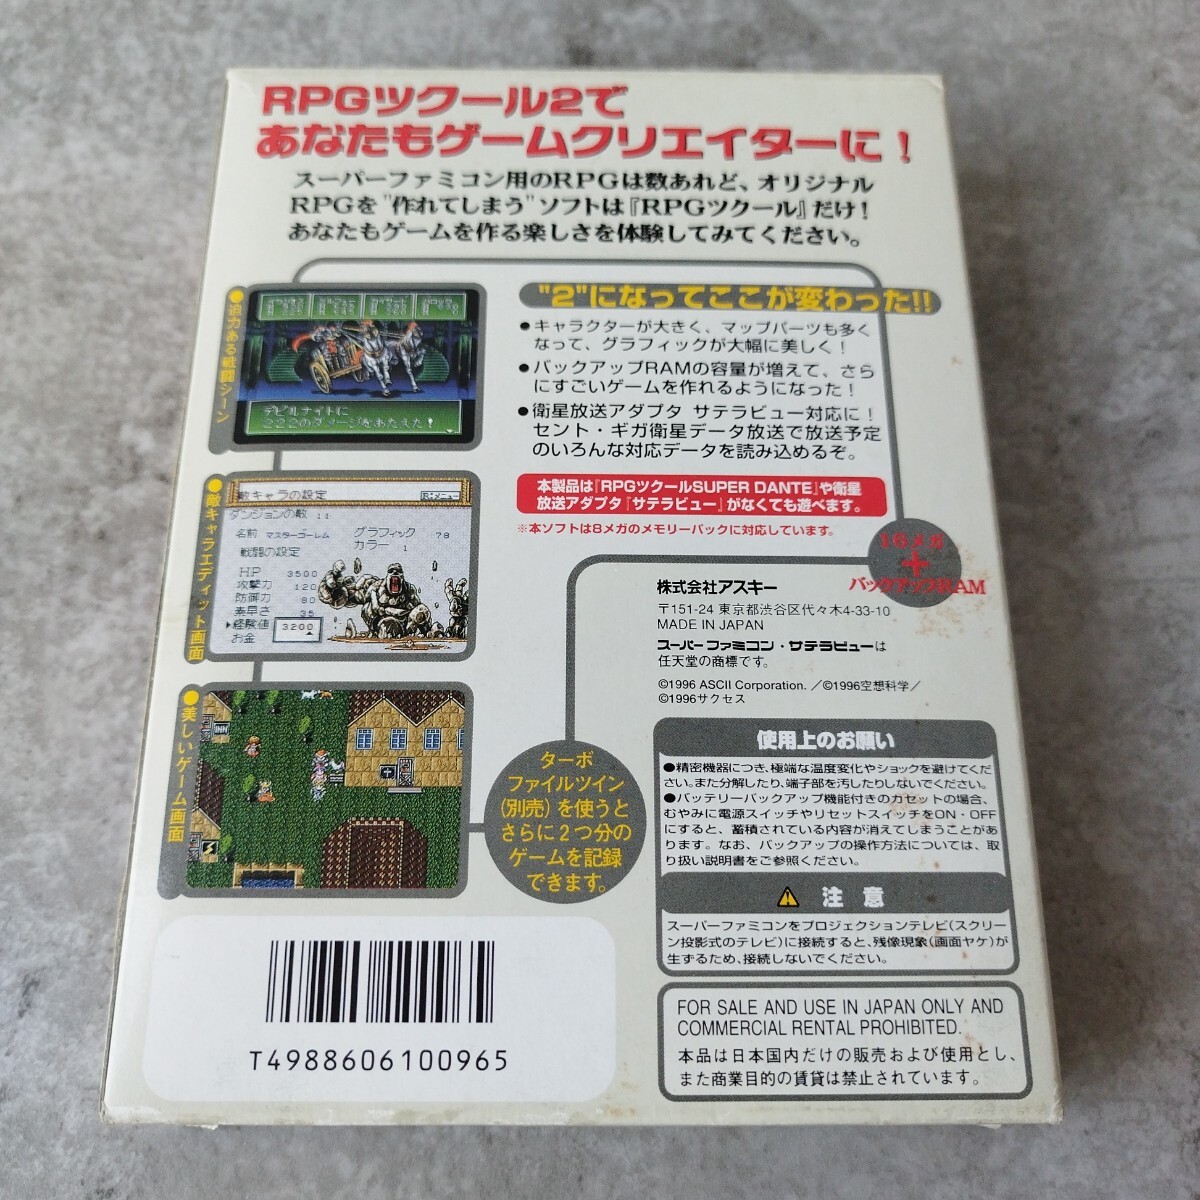 RPGツクール2で
あなたもゲームクリエイターに！
スーパーファミコン用のRPGは数あれど、オリジナル
RPGを"作れてしまう"ソフトは『RPGツクール』だけ！
あなたもゲームを作る楽しさを体験してみてください。
●迫力ある戦闘シーン
デビルナイトに
222のダメージをあたえた！
"2"になってここが変わった!!
●キャラクターが大きく、マップパーツも多く
なって、グラフィックが大幅に美しく！
●バックアップRAMの容量が増えて、さら
にすごいゲームを作れるようになった！
●衛星放送アダプタ サテラビュー対応に！
セント・ギガ衛星データ放送で放送予定
のいろんな対応データを読み込めるぞ。
本製品は『RPGツクールSUPER DANTE』や衛星
放送アダプタ『サテラビュー』がなくても遊べます。
※本ソフトは8メガのメモリーパックに対応しています。
16メガ
+
バックアップRAM
●敵キャラエディット画面
敵キャラの設定
R:メニュー
ダンジョンの敵 11
名前 マスターゴーレム
グラフィック 78
カラー 1
戦闘の設定
HP 3500
攻撃力 120
防御力 80
素早さ 35
▶経験値 3200
お金
株式会社アスキー
〒151-24 東京都渋谷区代々木4-33-10
MADE IN JAPAN
スーパーファミコン・サテラビューは
任天堂の商標です。
©1996 ASCII Corporation.／©1996空想科学／
©1996サクセス
●美しいゲーム画面
INN
ターボ
ファイルツイン
(別売)を使うと
さらに2つ分の
ゲームを記録
できます。
使用上のお願い
●精密機器につき、極端な温度変化やショックを避けてくだ
さい。また分解したり、端子部を汚したりしないでください。
●バッテリーバックアップ機能付きのカセットの場合、
むやみに電源スイッチやリセットスイッチをON・OFF
にすると、蓄積されている内容が消えてしまうことがあ
ります。なお、バックアップの操作方法については、取
り扱い説明書をご参照ください。
注意
スーパーファミコンをプロジェクションテレビ(スクリー
ン投影式のテレビ)に接続すると、残像現象(画面ヤケ)が
生ずるため、接続しないでください。
FOR SALE AND USE IN JAPAN ONLY AND
COMMERCIAL RENTAL PROHIBITED.
本品は日本国内だけの販売および使用とし、
また商業目的の賃貸は禁止されています。
T4988606100965